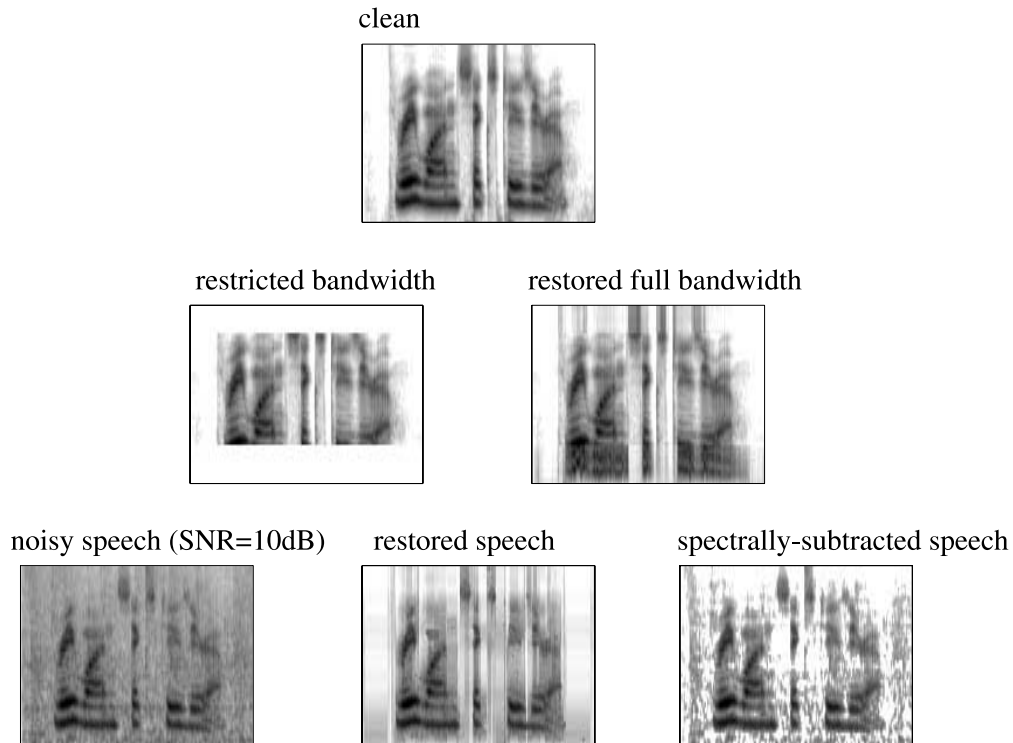 clean
restricted bandwidth
restored full bandwidth
noisy speech (SNR=10dB)
restored speech
spectrally-subtracted speech